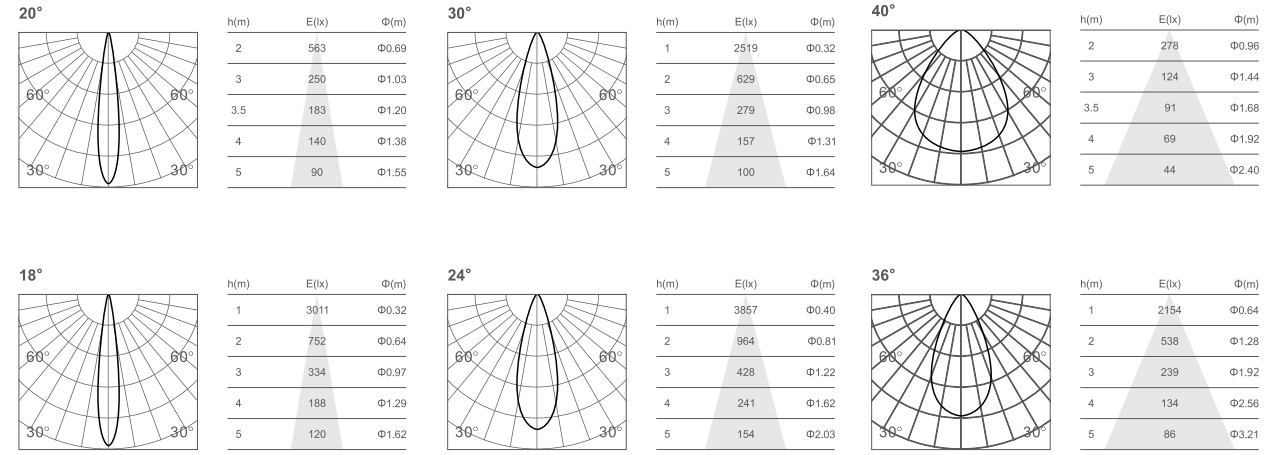 20°
h(m) E(lx) Φ(m)
2 563 Φ0.69
3 250 Φ1.03
3.5 183 Φ1.20
4 140 Φ1.38
5 90 Φ1.55
60° 60°
30° 30°
30°
h(m) E(lx) Φ(m)
1 2519 Φ0.32
2 629 Φ0.65
3 279 Φ0.98
4 157 Φ1.31
5 100 Φ1.64
60° 60°
30° 30°
40°
h(m) E(lx) Φ(m)
2 278 Φ0.96
3 124 Φ1.44
3.5 91 Φ1.68
4 69 Φ1.92
5 44 Φ2.40
60° 60°
30° 30°
18°
h(m) E(lx) Φ(m)
1 3011 Φ0.32
2 752 Φ0.64
3 334 Φ0.97
4 188 Φ1.29
5 120 Φ1.62
60° 60°
30° 30°
24°
h(m) E(lx) Φ(m)
1 3857 Φ0.40
2 964 Φ0.81
3 428 Φ1.22
4 241 Φ1.62
5 154 Φ2.03
60° 60°
30° 30°
36°
h(m) E(lx) Φ(m)
1 2154 Φ0.64
2 538 Φ1.28
3 239 Φ1.92
4 134 Φ2.56
5 86 Φ3.21
60° 60°
30° 30°